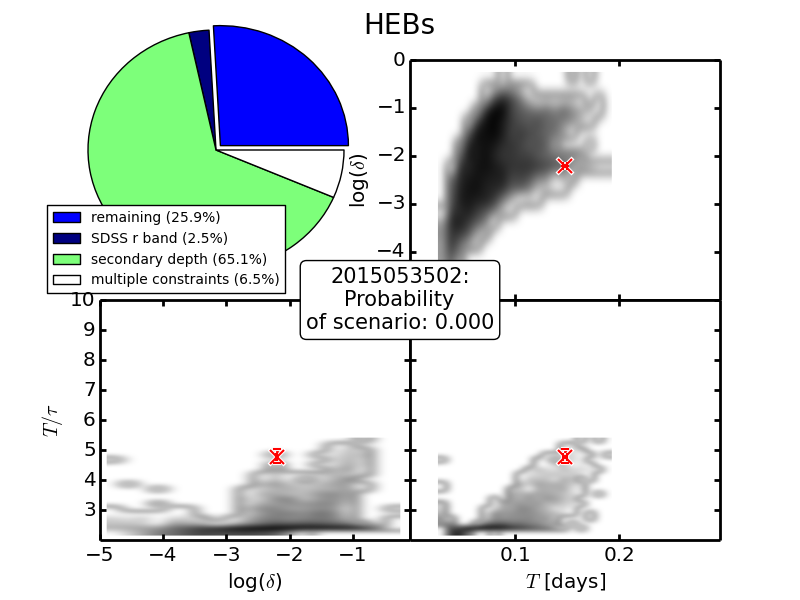 HEBs
0
−1
−2
−3
−4
log(δ)
remaining (25.9%)
SDSS r band (2.5%)
secondary depth (65.1%)
multiple constraints (6.5%)
2015053502:
Probability
of scenario: 0.000
10
9
8
7
6
5
4
3
T/τ
−5 −4 −3 −2 −1
log(δ)
0.1 0.2
T [days]